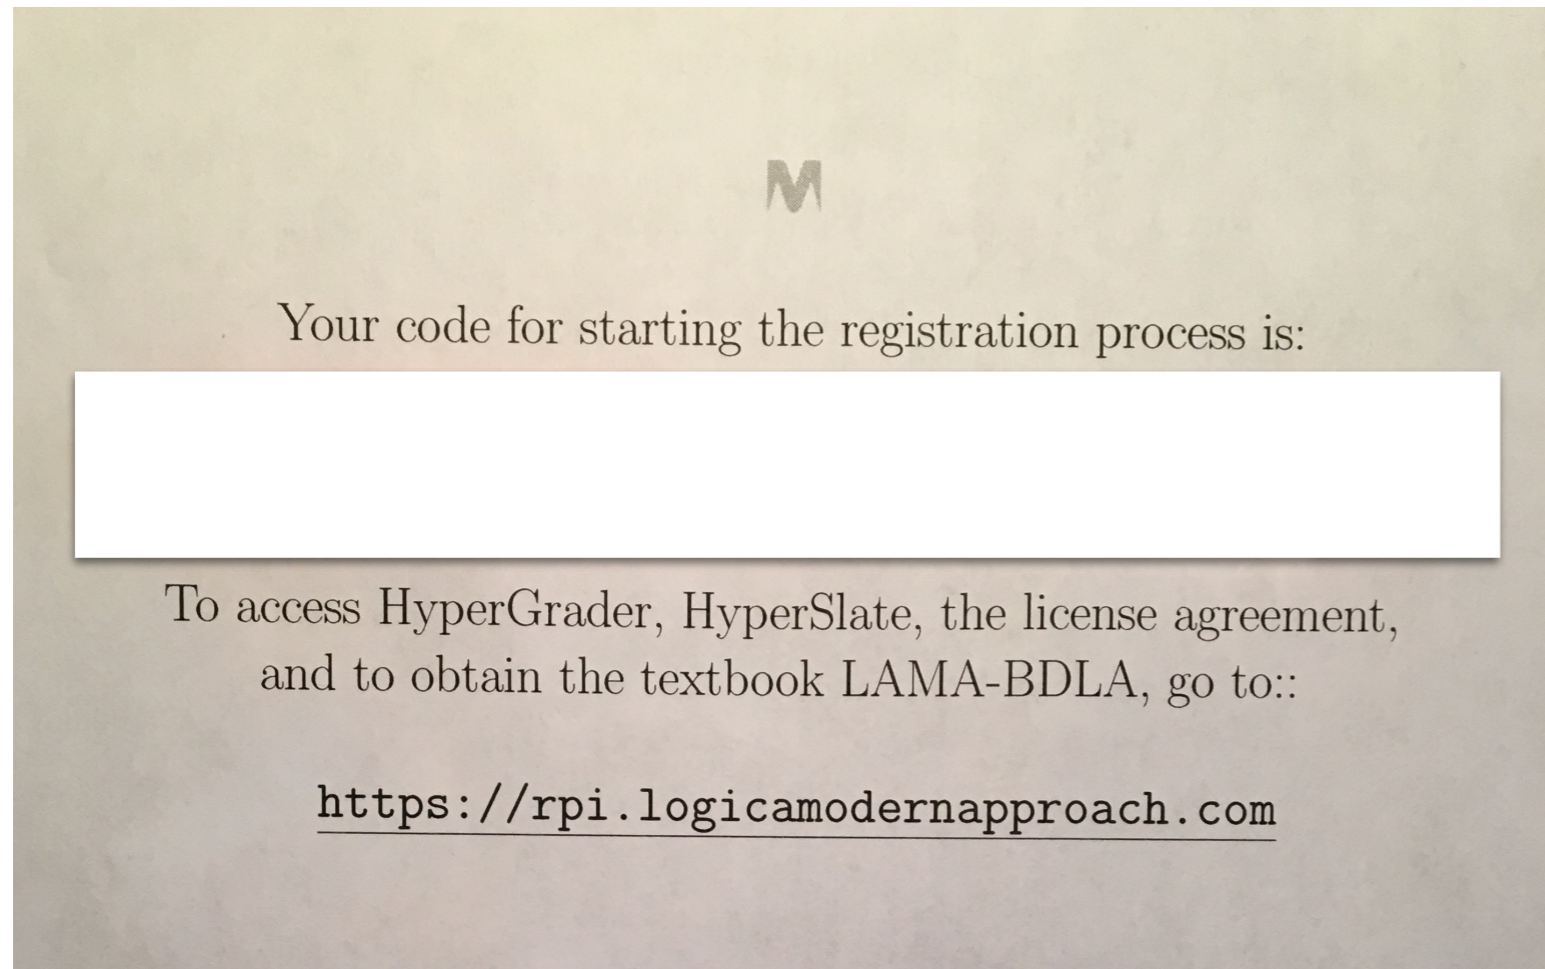 M
Your code for starting the registration process is:
To access HyperGrader, HyperSlate, the license agreement,
and to obtain the textbook LAMA-BDLA, go to::
https://rpi.logicamodernapproach.com